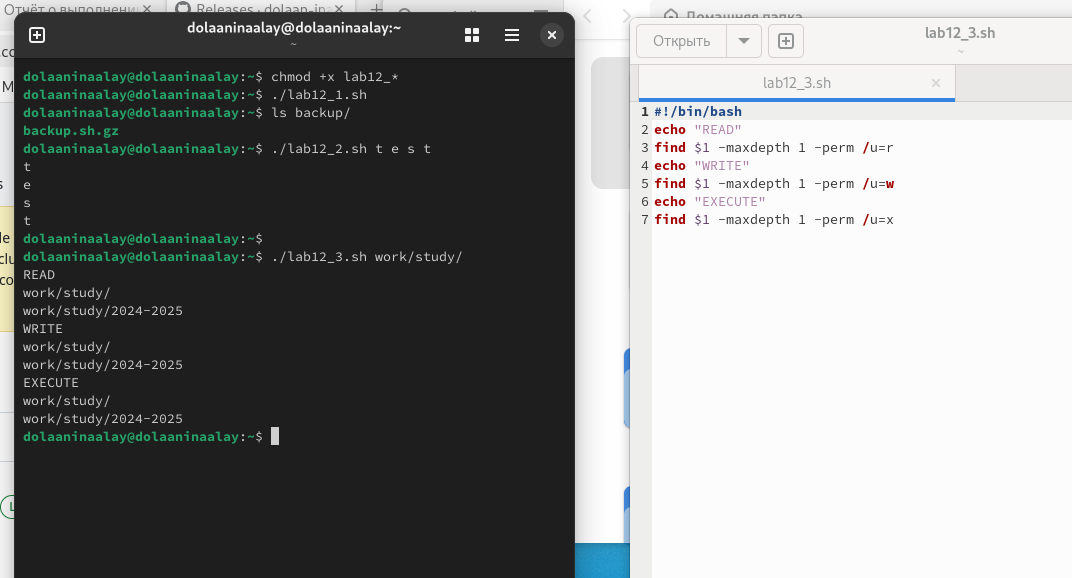 Отчёт о выполнени
Releases · dolaan-in
dolaaninaalay@dolaaninaalay:~
~
dolaaninaalay@dolaaninaalay:~$ chmod +x lab12_*
dolaaninaalay@dolaaninaalay:~$ ./lab12_1.sh
dolaaninaalay@dolaaninaalay:~$ ls backup/
backup.sh.gz
dolaaninaalay@dolaaninaalay:~$ ./lab12_2.sh t e s t
t
e
s
t
dolaaninaalay@dolaaninaalay:~$
dolaaninaalay@dolaaninaalay:~$ ./lab12_3.sh work/study/
READ
work/study/
work/study/2024-2025
WRITE
work/study/
work/study/2024-2025
EXECUTE
work/study/
work/study/2024-2025
dolaaninaalay@dolaaninaalay:~$
Домашняя папка
Открыть
lab12_3.sh
~
lab12_3.sh
1 #!/bin/bash
2 echo "READ"
3 find $1 -maxdepth 1 -perm /u=r
4 echo "WRITE"
5 find $1 -maxdepth 1 -perm /u=w
6 echo "EXECUTE"
7 find $1 -maxdepth 1 -perm /u=x